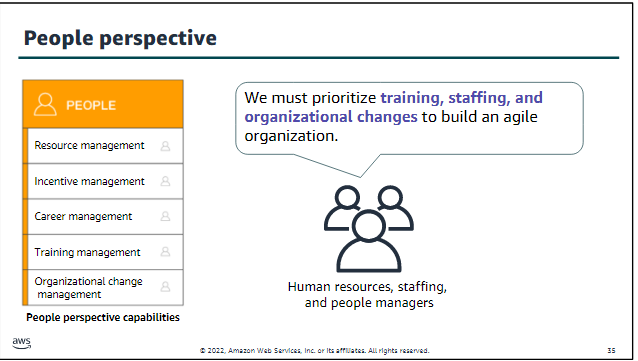 People perspective
PEOPLE
Resource management
Incentive management
Career management
Training management
Organizational change
management
People perspective capabilities
We must prioritize training, staffing, and
organizational changes to build an agile
organization.
Human resources, staffing,
and people managers
aws
© 2022, Amazon Web Services, Inc. or its affiliates. All rights reserved.
35